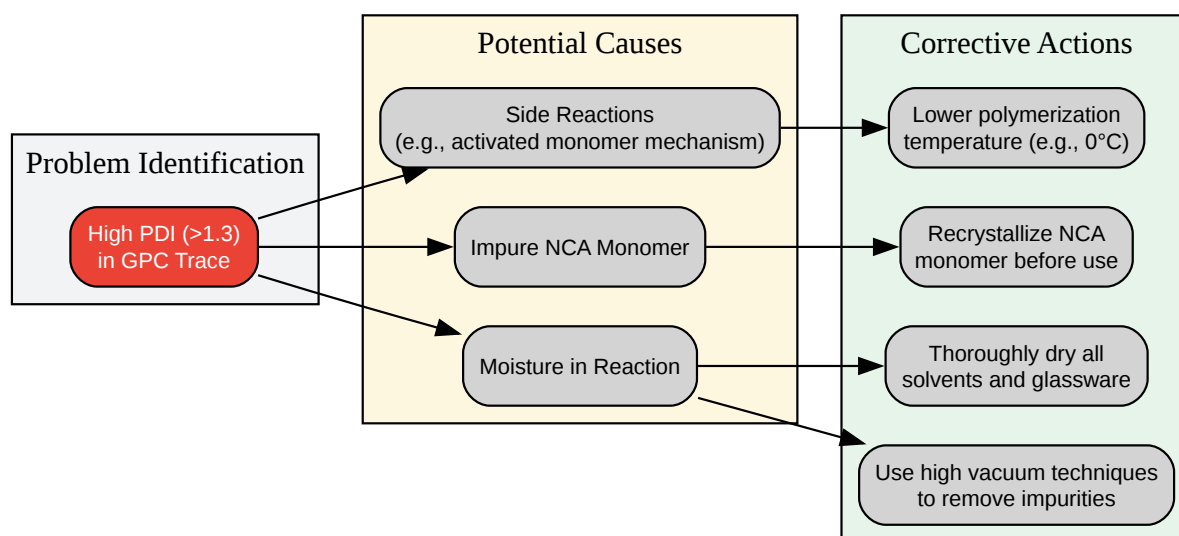 Problem Identification
High PDI (>1.3)
in GPC Trace
Potential Causes
Side Reactions
(e.g., activated monomer mechanism)
Impure NCA Monomer
Moisture in Reaction
Corrective Actions
Lower polymerization
temperature (e.g., 0°C)
Recrystallize NCA
monomer before use
Thoroughly dry all
solvents and glassware
Use high vacuum techniques
to remove impurities